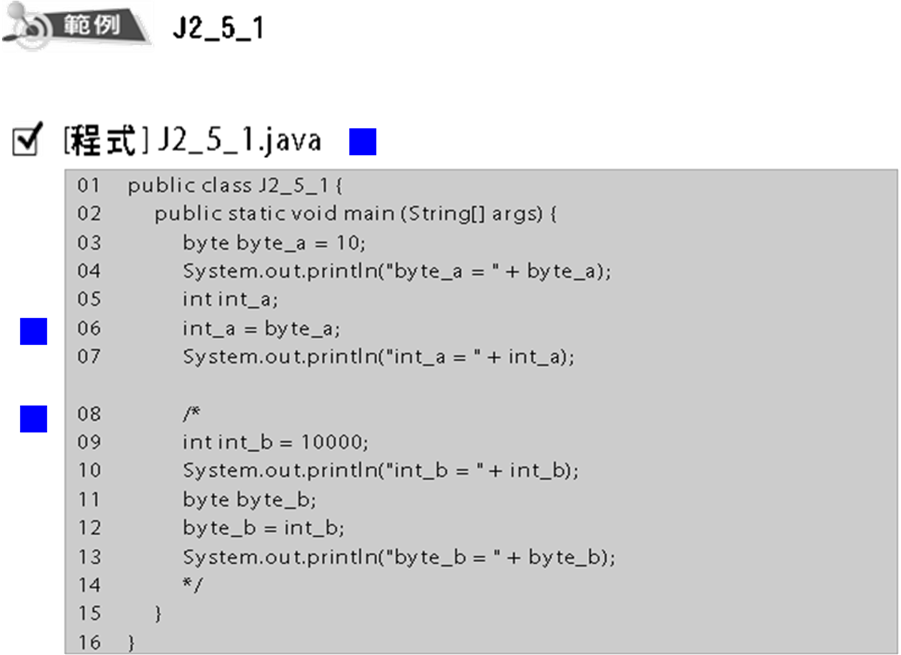 範例 J2_5_1
[程式] J2_5_1.java
01 public class J2_5_1 {
02 public static void main (String[] args) {
03 byte byte_a = 10;
04 System.out.println("byte_a = " + byte_a);
05 int int_a;
06 int_a = byte_a;
07 System.out.println("int_a = " + int_a);
08 /*
09 int int_b = 10000;
10 System.out.println("int_b = "+ int_b);
11 byte byte_b;
12 byte_b = int_b;
13 System.out.println("byte_b = " + byte_b);
14 */
15 }
16 }